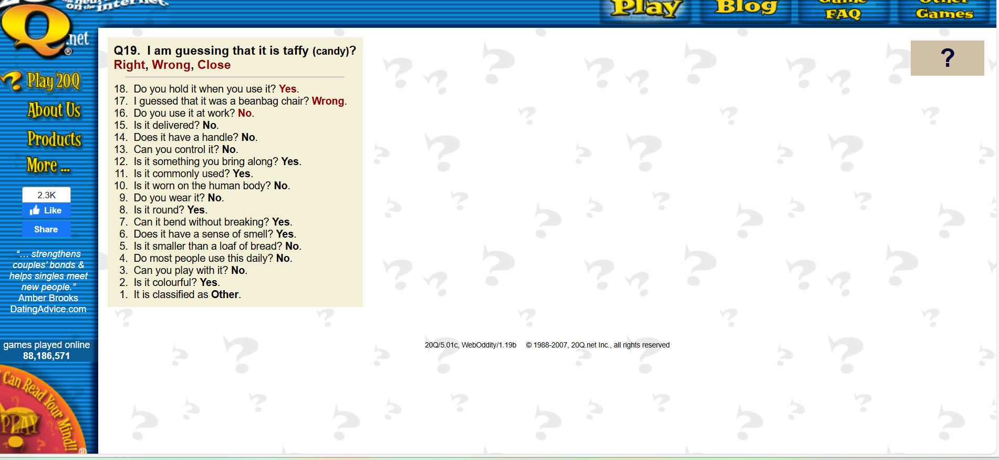 on the internet.
Q.net
®
Play
Blog
Game
FAQ
Other
Games
Play 20Q
About Us
Products
More ...
2.3K
Like
Share
“... strengthens
couples’ bonds &
helps singles meet
new people.”
Amber Brooks
DatingAdvice.com
games played online
88,186,571
I Can Read Your Mind!!
PLAY
®
Q19. I am guessing that it is taffy (candy)?
Right, Wrong, Close
18. Do you hold it when you use it? Yes.
17. I guessed that it was a beanbag chair? Wrong.
16. Do you use it at work? No.
15. Is it delivered? No.
14. Does it have a handle? No.
13. Can you control it? No.
12. Is it something you bring along? Yes.
11. Is it commonly used? Yes.
10. Is it worn on the human body? No.
9. Do you wear it? No.
8. Is it round? Yes.
7. Can it bend without breaking? Yes.
6. Does it have a sense of smell? Yes.
5. Is it smaller than a loaf of bread? No.
4. Do most people use this daily? No.
3. Can you play with it? No.
2. Is it colourful? Yes.
1. It is classified as Other.
?
20Q/5.01c, WebOddity/1.19b © 1988-2007, 20Q.net Inc., all rights reserved